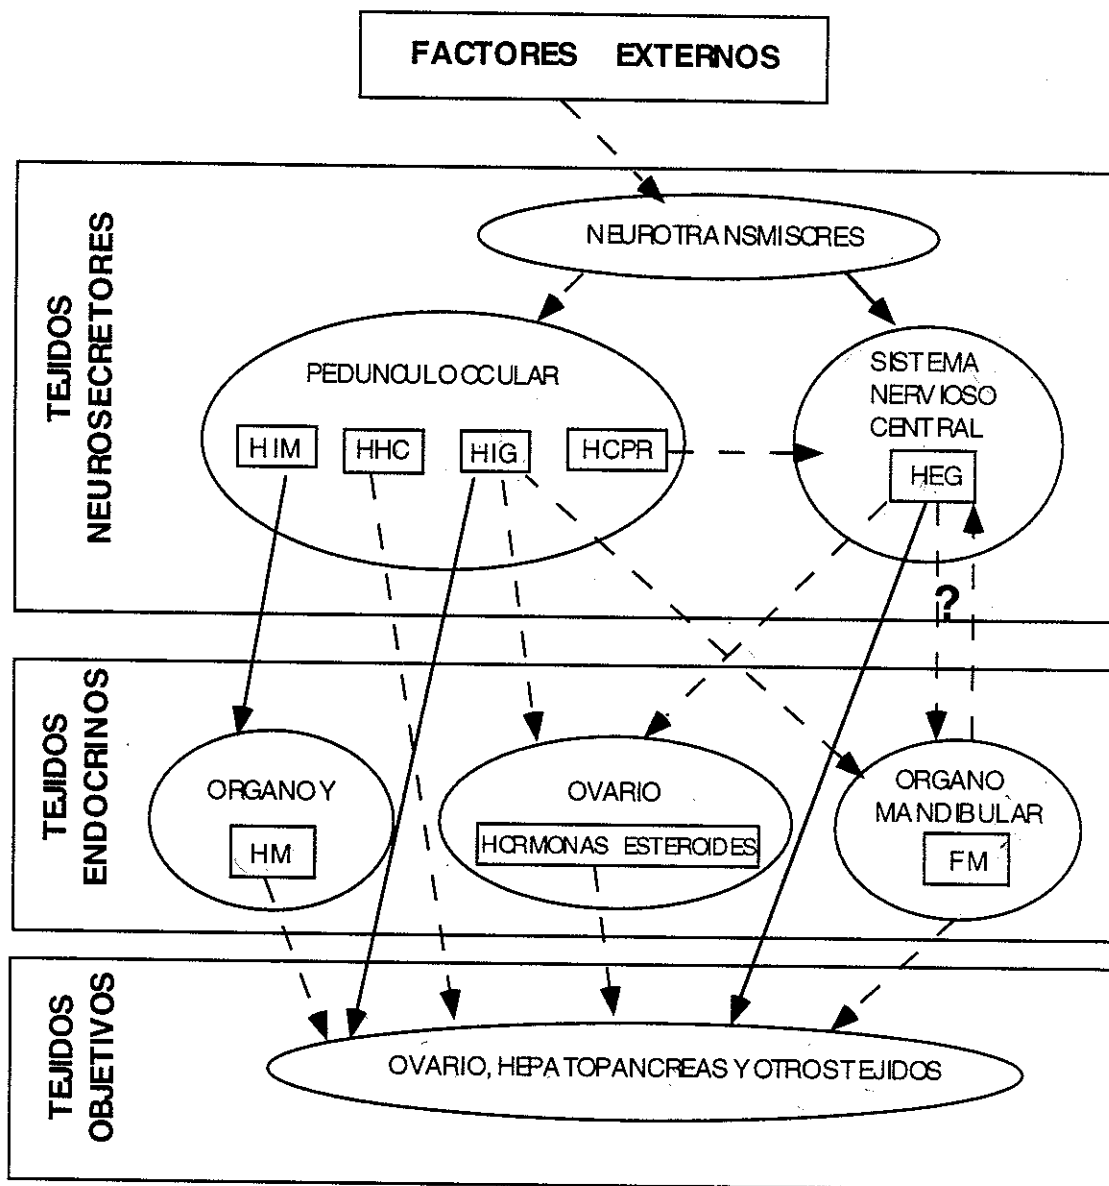 FACTORES EXTERNOS
TEJIDOS
NEUROSECRETORES
NEUROTRANSMISORES
PEDUNCULO OCULAR
HIM
HHC
HIG
HCPR
SISTEMA
NERVIOSO
CENTRAL
HEG
?
TEJIDOS
ENDOCRINOS
ORGANO Y
HM
OVARIO
HORMONAS ESTEROIDES
ORGANO
MANDIBULAR
FM
TEJIDOS
OBJETIVOS
OVARIO, HEPATOPANCREAS Y OTROS TEJIDOS